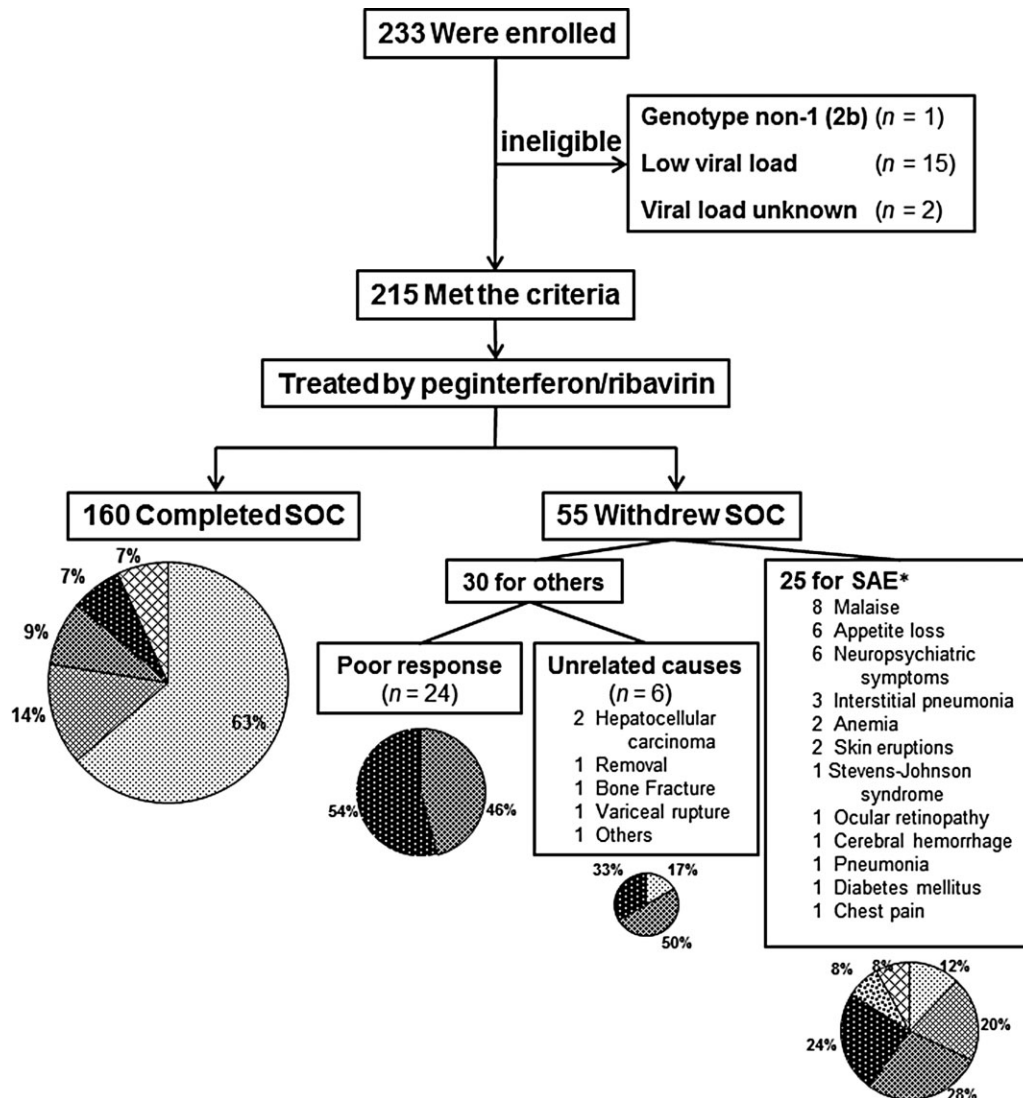 233 Were enrolled
ineligible
Genotype non-1 (2b) (n = 1)
Low viral load (n = 15)
Viral load unknown (n = 2)
215 Met the criteria
Treated by peginterferon/ribavirin
160 Completed SOC
7%
7%
9%
14%
63%
55 Withdrew SOC
30 for others
Poor response
(n = 24)
54%
46%
Unrelated causes
(n = 6)
2 Hepatocellular
carcinoma
1 Removal
1 Bone Fracture
1 Variceal rupture
1 Others
33%
17%
50%
25 for SAE*
8 Malaise
6 Appetite loss
6 Neuropsychiatric
symptoms
3 Interstitial pneumonia
2 Anemia
2 Skin eruptions
1 Stevens-Johnson
syndrome
1 Ocular retinopathy
1 Cerebral hemorrhage
1 Pneumonia
1 Diabetes mellitus
1 Chest pain
8%
8%
12%
20%
24%
28%